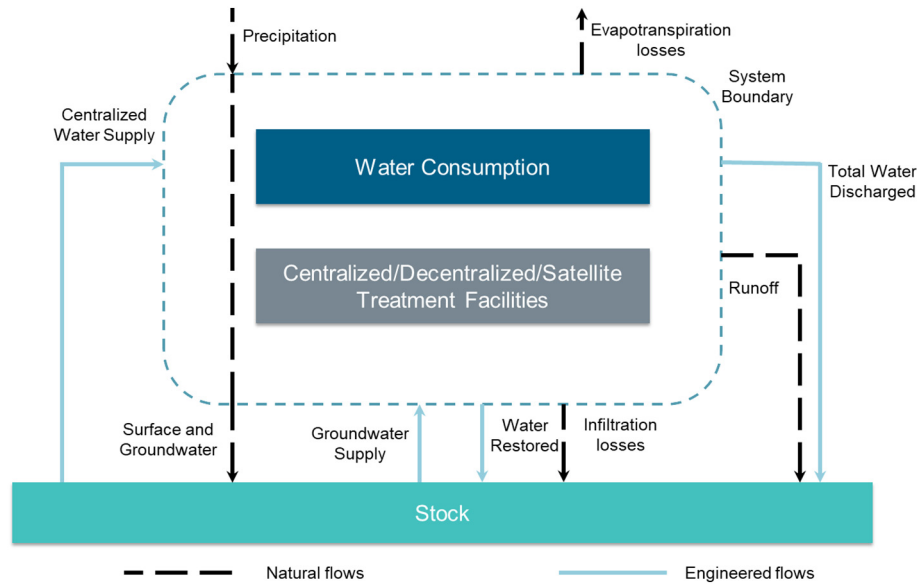 Precipitation
Evapotranspiration
losses
System
Boundary
Centralized
Water Supply
Water Consumption
Total Water
Discharged
Centralized/Decentralized/Satellite
Treatment Facilities
Runoff
Surface and
Groundwater
Groundwater
Supply
Water
Restored
Infiltration
losses
Stock
Natural flows
Engineered flows